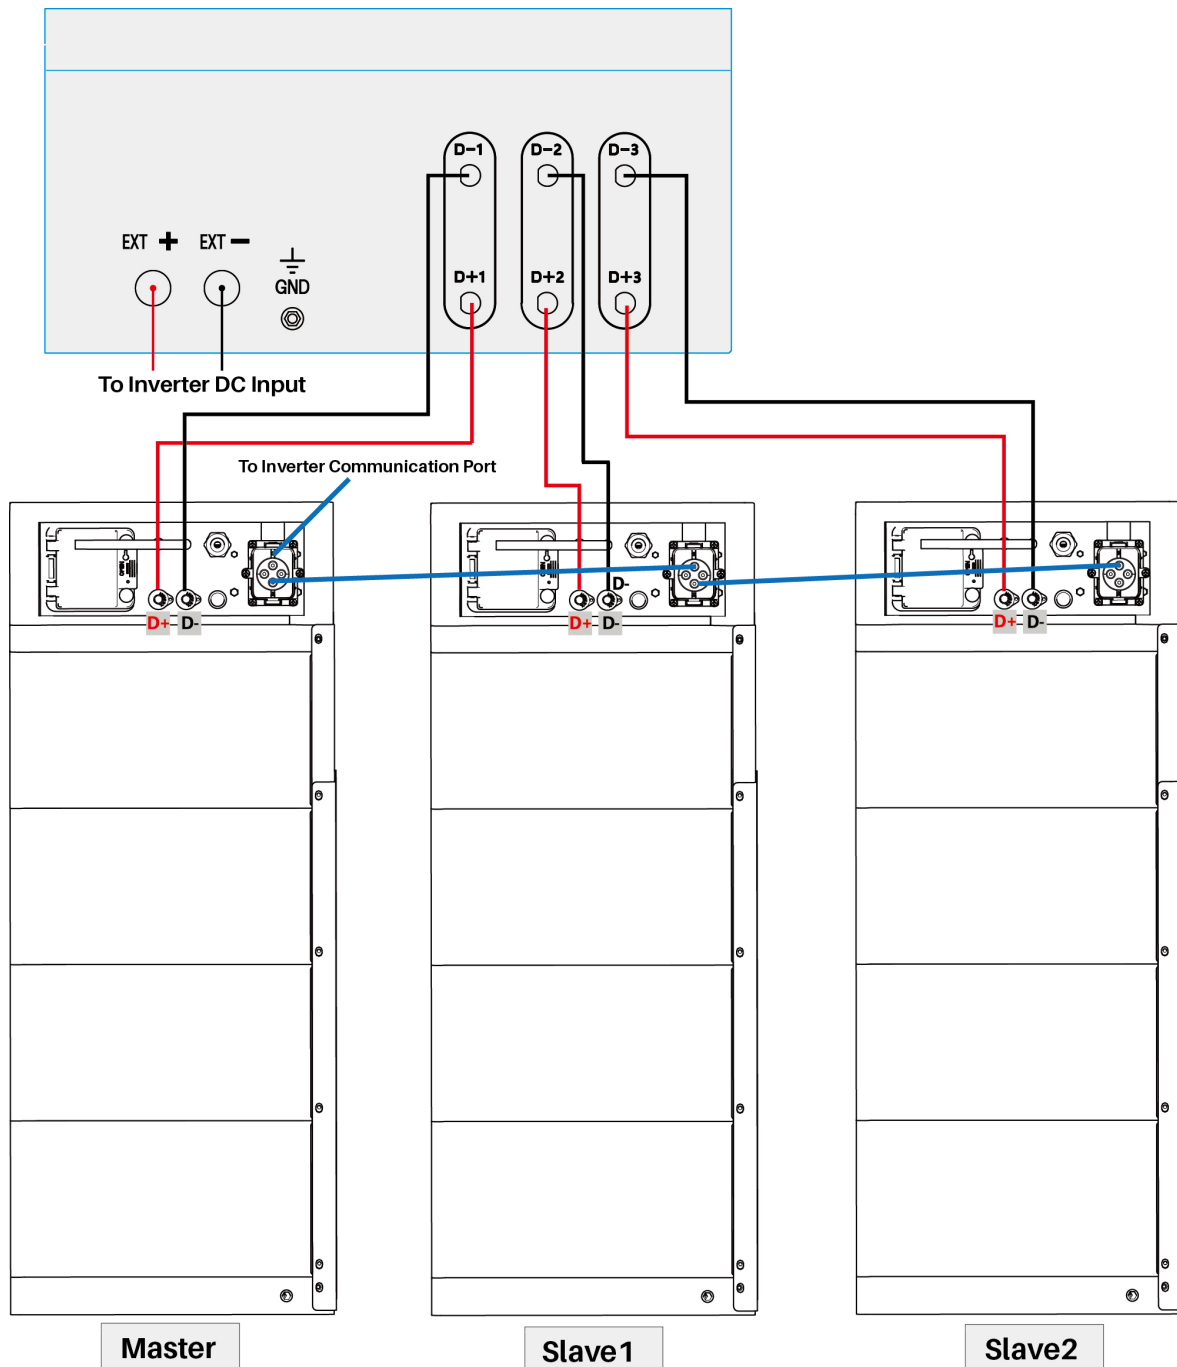 D-1 D-2 D-3
EXT + EXT -
GND
D+1 D+2 D+3
To Inverter DC Input
To Inverter Communication Port
D-
D+ D- D+ D- D+ D-
Master Slave1 Slave2